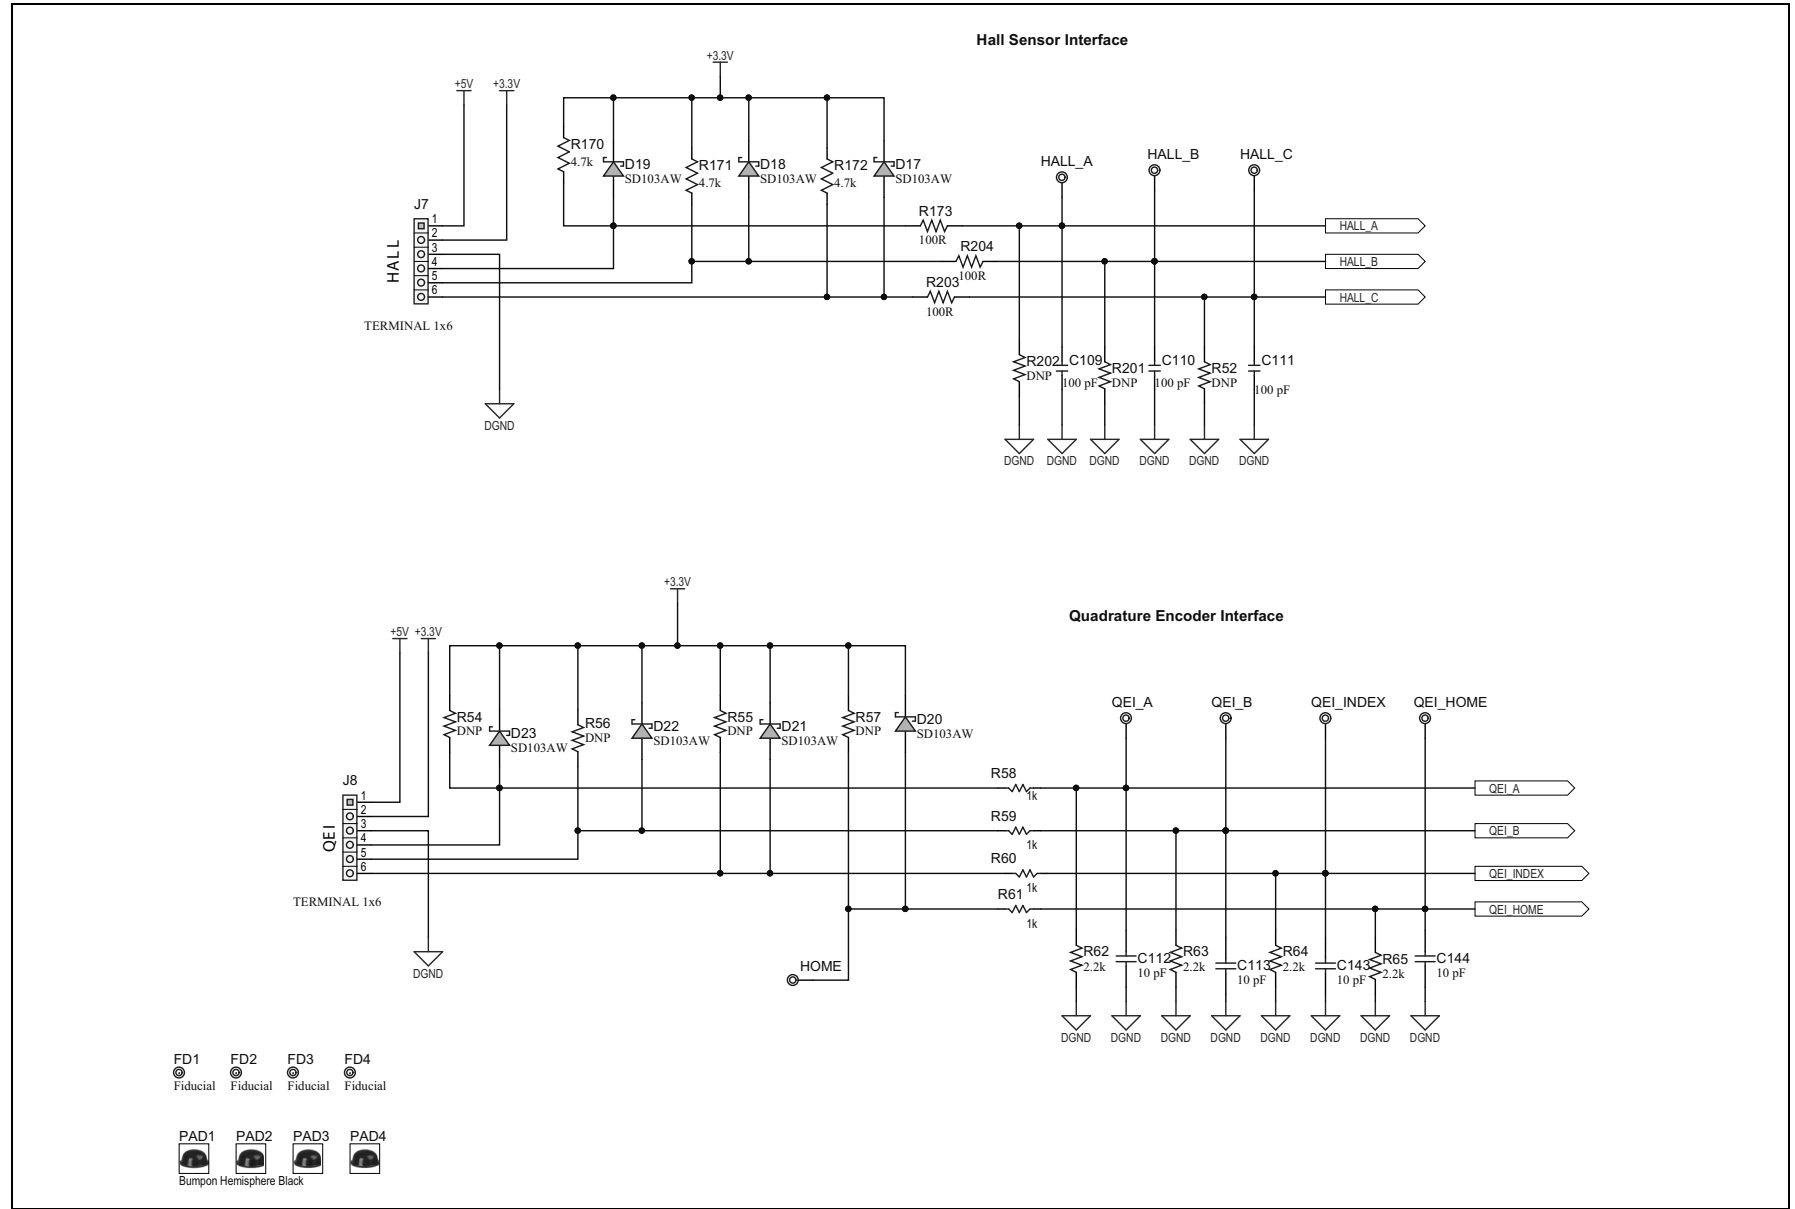 Hall Sensor Interface
+3.3V
+5V +3.3V
R170
4.7k
D19
SD103AW
R171
4.7k
D18
SD103AW
R172
4.7k
D17
SD103AW
HALL_A
HALL_B
HALL_C
J7
HALL
1
2
3
4
5
6
TERMINAL 1x6
DGND
R173
100R
R204
100R
R203
100R
HALL_A
HALL_B
HALL_C
R202
DNP
C109
100 pF
R201
DNP
C110
100 pF
R52
DNP
C111
100 pF
DGND DGND DGND DGND DGND DGND
Quadrature Encoder Interface
+3.3V
+5V +3.3V
R54
DNP
D23
SD103AW
R56
DNP
D22
SD103AW
R55
DNP
D21
SD103AW
R57
DNP
D20
SD103AW
QEI_A
QEI_B
QEI_INDEX
QEI_HOME
J8
QEI
1
2
3
4
5
6
TERMINAL 1x6
DGND
R58
1k
R59
1k
R60
1k
R61
1k
QEI_A
QEI_B
QEI_INDEX
QEI_HOME
HOME
R62
2.2k
C112
10 pF
R63
2.2k
C113
10 pF
R64
2.2k
C143
10 pF
R65
2.2k
C144
10 pF
DGND DGND DGND DGND DGND DGND DGND DGND
FD1 FD2 FD3 FD4
Fiducial Fiducial Fiducial Fiducial
PAD1 PAD2 PAD3 PAD4
Bumpon Hemisphere Black